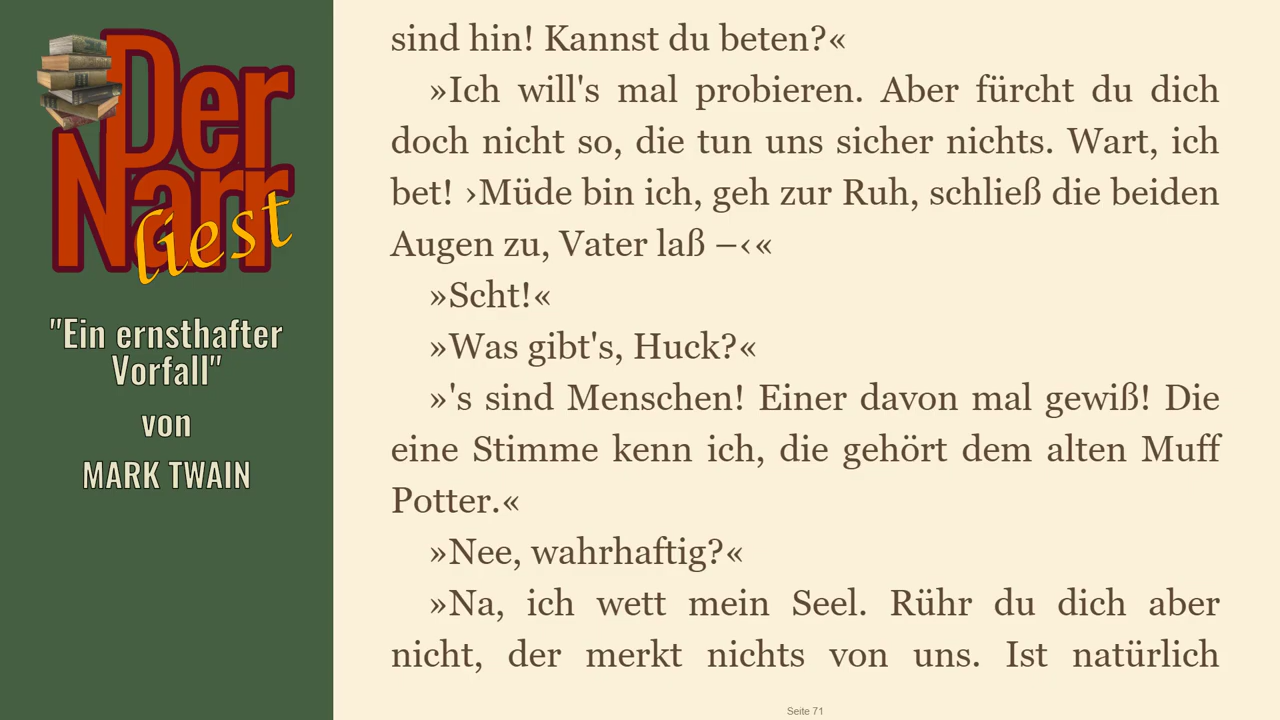 Der
Narr
liest
"Ein ernsthafter
Vorfall"
von
MARK TWAIN
sind hin! Kannst du beten?«
»Ich will's mal probieren. Aber fürcht du dich
doch nicht so, die tun uns sicher nichts. Wart, ich
bet! ›Müde bin ich, geh zur Ruh, schließ die beiden
Augen zu, Vater laß –‹«
»Scht!«
»Was gibt's, Huck?«
»'s sind Menschen! Einer davon mal gewiß! Die
eine Stimme kenn ich, die gehört dem alten Muff
Potter.«
»Nee, wahrhaftig?«
»Na, ich wett mein Seel. Rühr du dich aber
nicht, der merkt nichts von uns. Ist natürlich
Seite 71